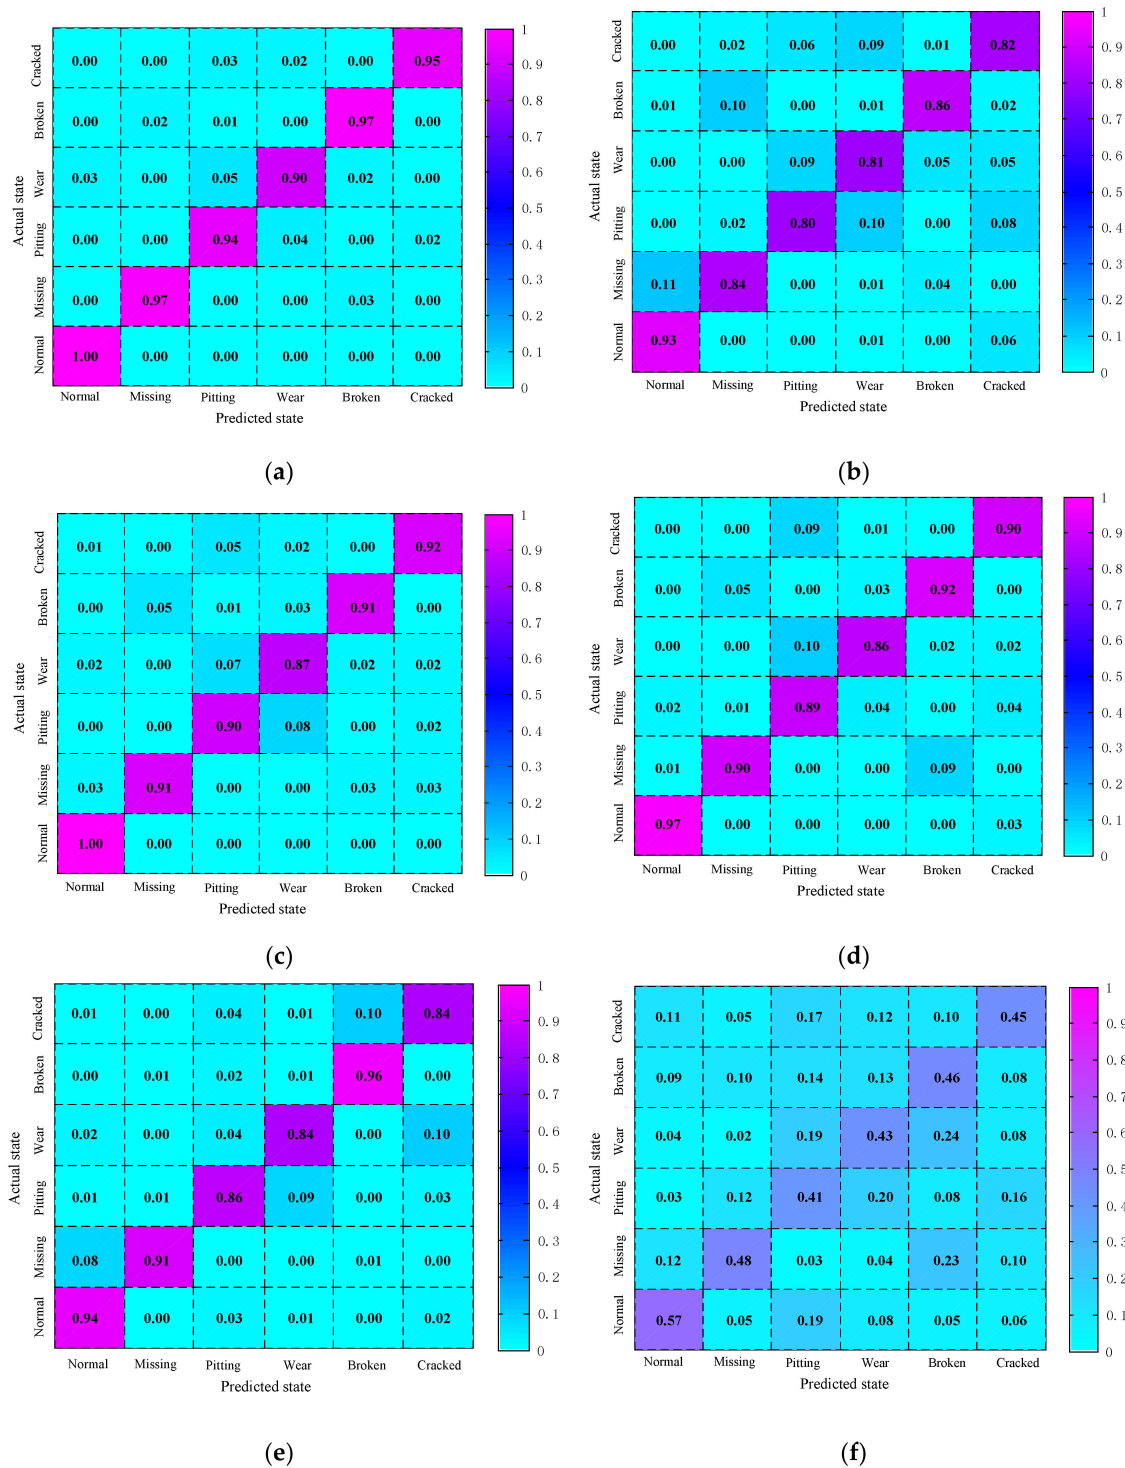 Cracked 0.00 0.00 0.03 0.02 0.00 0.95
Broken 0.00 0.02 0.01 0.00 0.97 0.00
Wear 0.03 0.00 0.05 0.90 0.02 0.00
Pitting 0.00 0.00 0.94 0.04 0.00 0.02
Missing 0.00 0.97 0.00 0.00 0.03 0.00
Normal 1.00 0.00 0.00 0.00 0.00 0.00
Actual state
Normal Missing Pitting Wear Broken Cracked
Predicted state
1
0.9
0.8
0.7
0.6
0.5
0.4
0.3
0.2
0.1
0
(a)
Cracked 0.00 0.02 0.06 0.09 0.01 0.82
Broken 0.01 0.10 0.00 0.01 0.86 0.02
Wear 0.00 0.00 0.09 0.81 0.05 0.05
Pitting 0.00 0.02 0.80 0.10 0.00 0.08
Missing 0.11 0.84 0.00 0.01 0.04 0.00
Normal 0.93 0.00 0.00 0.01 0.00 0.06
Actual state
Normal Missing Pitting Wear Broken Cracked
Predicted state
1
0.9
0.8
0.7
0.6
0.5
0.4
0.3
0.2
0.1
0
(b)
Cracked 0.01 0.00 0.05 0.02 0.00 0.92
Broken 0.00 0.05 0.01 0.03 0.91 0.00
Wear 0.02 0.00 0.07 0.87 0.02 0.02
Pitting 0.00 0.00 0.90 0.08 0.00 0.02
Missing 0.03 0.91 0.00 0.00 0.03 0.03
Normal 1.00 0.00 0.00 0.00 0.00 0.00
Actual state
Normal Missing Pitting Wear Broken Cracked
Predicted state
1
0.9
0.8
0.7
0.6
0.5
0.4
0.3
0.2
0.1
0
(c)
Cracked 0.00 0.00 0.09 0.01 0.00 0.90
Broken 0.00 0.05 0.00 0.03 0.92 0.00
Wear 0.00 0.00 0.10 0.86 0.02 0.02
Pitting 0.02 0.01 0.89 0.04 0.00 0.04
Missing 0.01 0.90 0.00 0.00 0.09 0.00
Normal 0.97 0.00 0.00 0.00 0.00 0.03
Actual state
Normal Missing Pitting Wear Broken Cracked
Predicted state
1
0.9
0.8
0.7
0.6
0.5
0.4
0.3
0.2
0.1
0
(d)
Cracked 0.01 0.00 0.04 0.01 0.10 0.84
Broken 0.00 0.01 0.02 0.01 0.96 0.00
Wear 0.02 0.00 0.04 0.84 0.00 0.10
Pitting 0.01 0.01 0.86 0.09 0.00 0.03
Missing 0.08 0.91 0.00 0.00 0.01 0.00
Normal 0.94 0.00 0.03 0.01 0.00 0.02
Actual state
Normal Missing Pitting Wear Broken Cracked
Predicted state
1
0.9
0.8
0.7
0.6
0.5
0.4
0.3
0.2
0.1
0
(e)
Cracked 0.11 0.05 0.17 0.12 0.10 0.45
Broken 0.09 0.10 0.14 0.13 0.46 0.08
Wear 0.04 0.02 0.19 0.43 0.24 0.08
Pitting 0.03 0.12 0.41 0.20 0.08 0.16
Missing 0.12 0.48 0.03 0.04 0.23 0.10
Normal 0.57 0.05 0.19 0.08 0.05 0.06
Actual state
Normal Missing Pitting Wear Broken Cracked
Predicted state
1
0.9
0.8
0.7
0.6
0.5
0.4
0.3
0.2
0.1
0
(f)